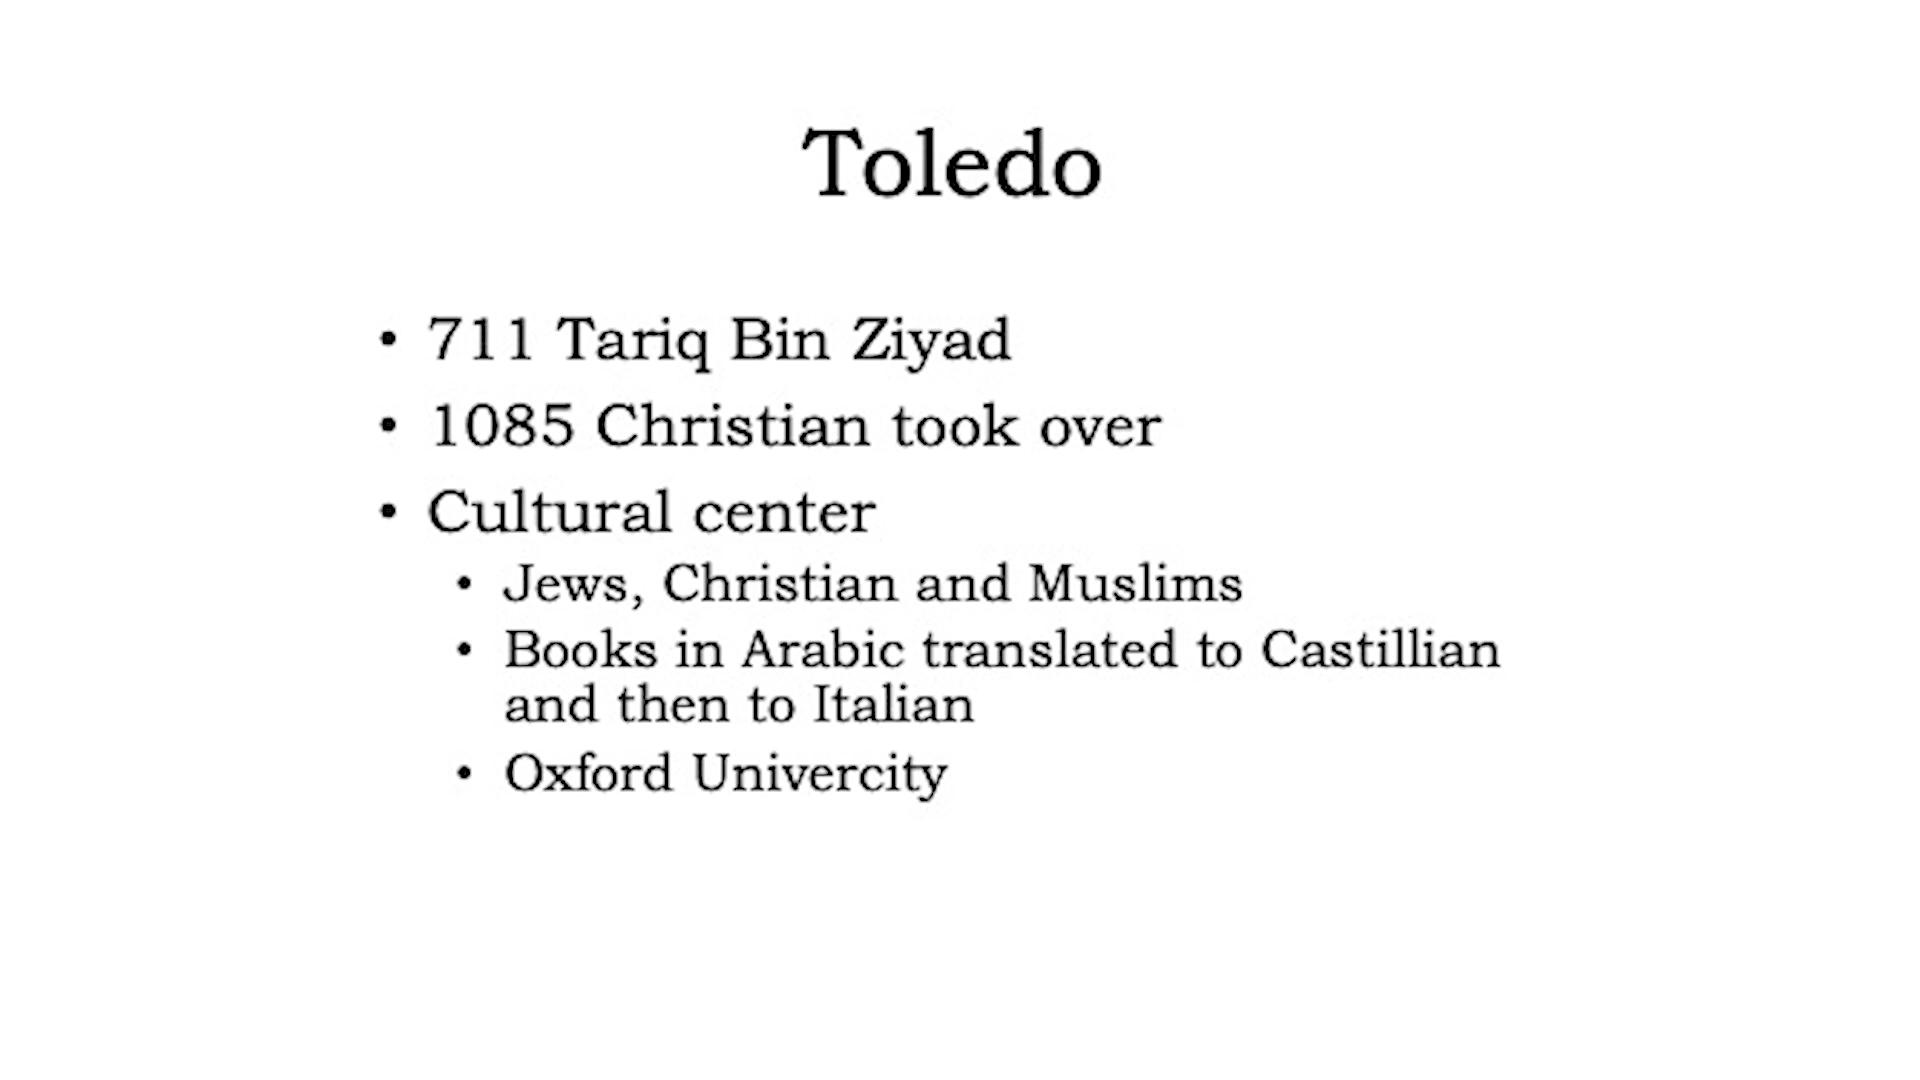 Toledo
• 711 Tariq Bin Ziyad
• 1085 Christian took over
• Cultural center
• Jews, Christian and Muslims
• Books in Arabic translated to Castillian
and then to Italian
• Oxford Univercity